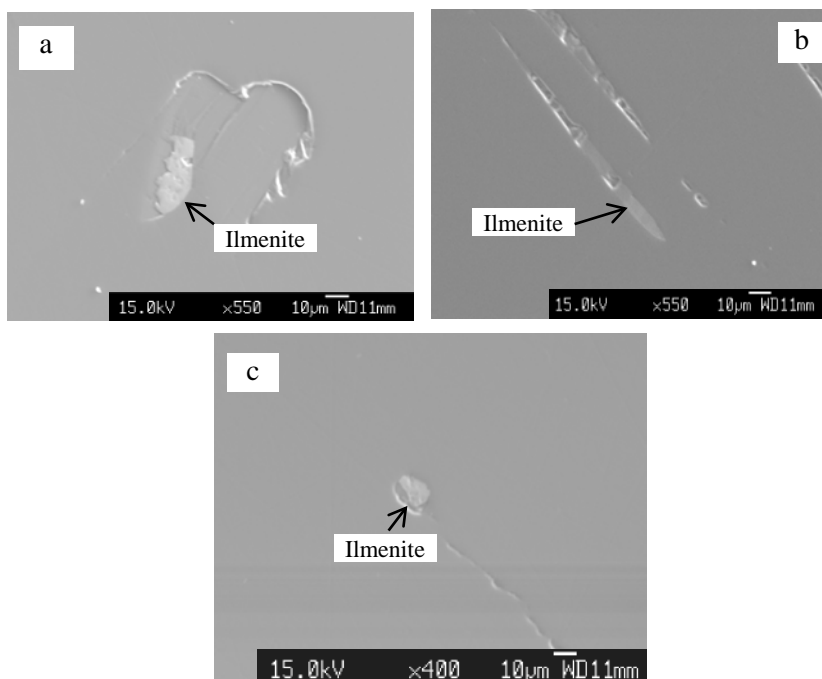 a
Ilmenite
15.0kV ×550 10µm WD11mm
b
Ilmenite
15.0kV ×550 10µm WD11mm
c
Ilmenite
15.0kV ×400 10µm WD11mm